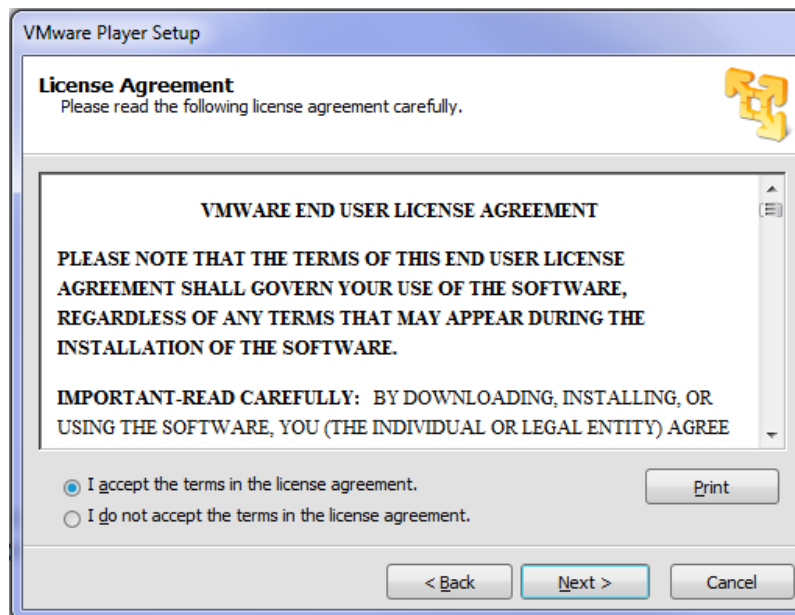 VMware Player Setup
License Agreement
Please read the following license agreement carefully.
VMWARE END USER LICENSE AGREEMENT
PLEASE NOTE THAT THE TERMS OF THIS END USER LICENSE
AGREEMENT SHALL GOVERN YOUR USE OF THE SOFTWARE,
REGARDLESS OF ANY TERMS THAT MAY APPEAR DURING THE
INSTALLATION OF THE SOFTWARE.
IMPORTANT-READ CAREFULLY: BY DOWNLOADING, INSTALLING, OR
USING THE SOFTWARE, YOU (THE INDIVIDUAL OR LEGAL ENTITY) AGREE
I accept the terms in the license agreement.
Print
I do not accept the terms in the license agreement.
< Back
Next >
Cancel